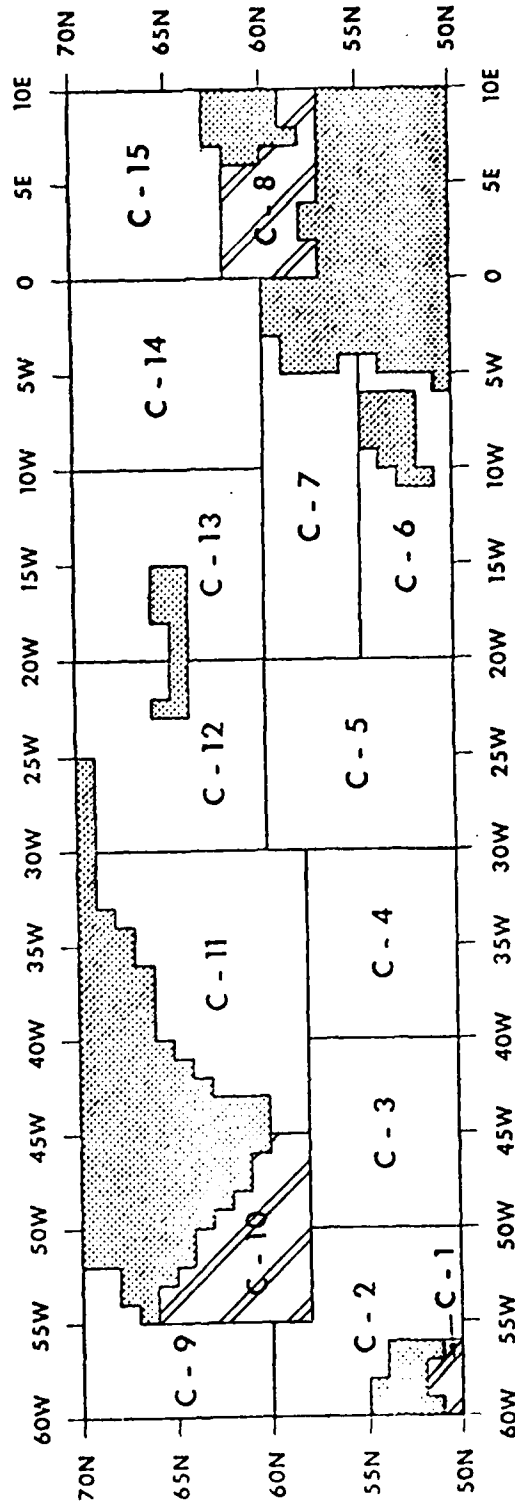 60W 55W 50W 45W 40W 35W 30W 25W 20W 15W 10W 5W 0 5E 10E
70N 70N
65N 65N
60N 60N
55N 55N
50N 50N
C - 9
C - 10
C - 11
C - 12
C - 13
C - 14
C - 15
C - 8
C - 2
C - 1
C - 3
C - 4
C - 5
C - 7
C - 6
60W 55W 50W 45W 40W 35W 30W 25W 20W 15W 10W 5W 0 5E 10E